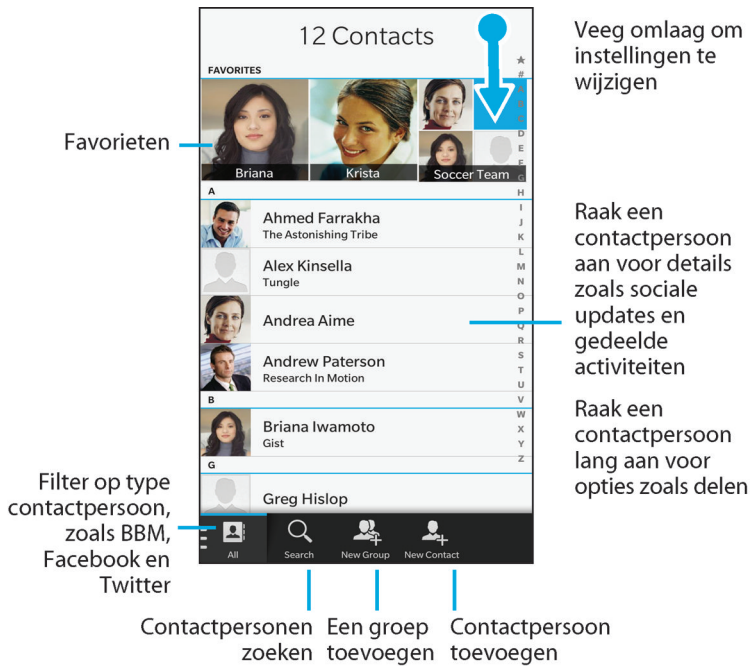 12 Contacts
FAVORITES
Briana
Krista
Soccer Team
A
Ahmed Farrakha
The Astonishing Tribe
Alex Kinsella
Tungle
Andrea Aime
Andrew Paterson
Research In Motion
B
Briana Iwamoto
Gist
G
Greg Hislop
#
D
E
F
G
H
I
J
K
L
M
N
O
P
Q
R
S
T
U
V
W
X
Y
Z
All
Search
New Group
New Contact
Favorieten
Filter op type
contactpersoon,
zoals BBM,
Facebook en
Twitter
Veeg omlaag om
instellingen te
wijzigen
Raak een
contactpersoon
aan voor details
zoals sociale
updates en
gedeelde
activiteiten
Raak een
contactpersoon
lang aan voor
opties zoals delen
Contactpersonen
zoeken
Een groep
toevoegen
Contactpersoon
toevoegen